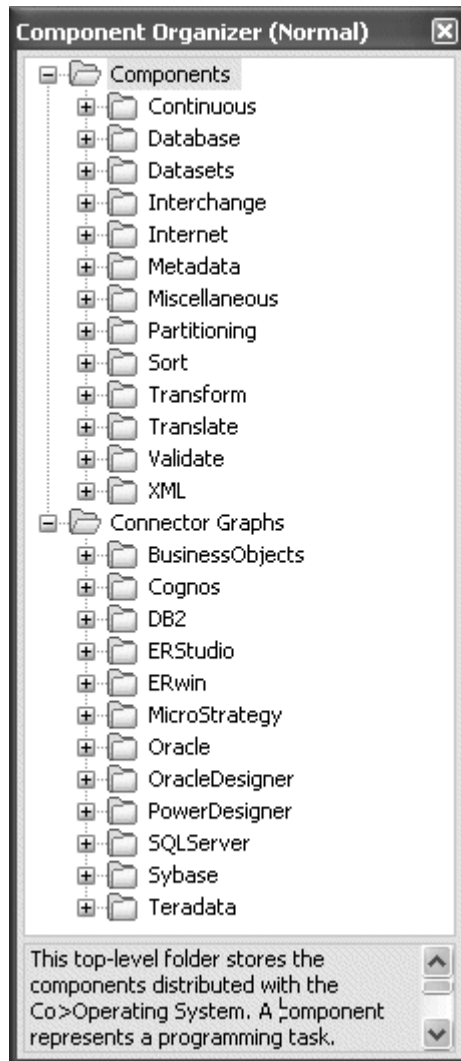 Component Organizer (Normal)
Components
Continuous
Database
Datasets
Interchange
Internet
Metadata
Miscellaneous
Partitioning
Sort
Transform
Translate
Validate
XML
Connector Graphs
BusinessObjects
Cognos
DB2
ERStudio
ERwin
MicroStrategy
Oracle
OracleDesigner
PowerDesigner
SQLServer
Sybase
Teradata
This top-level folder stores the
components distributed with the
Co>Operating System. A component
represents a programming task.